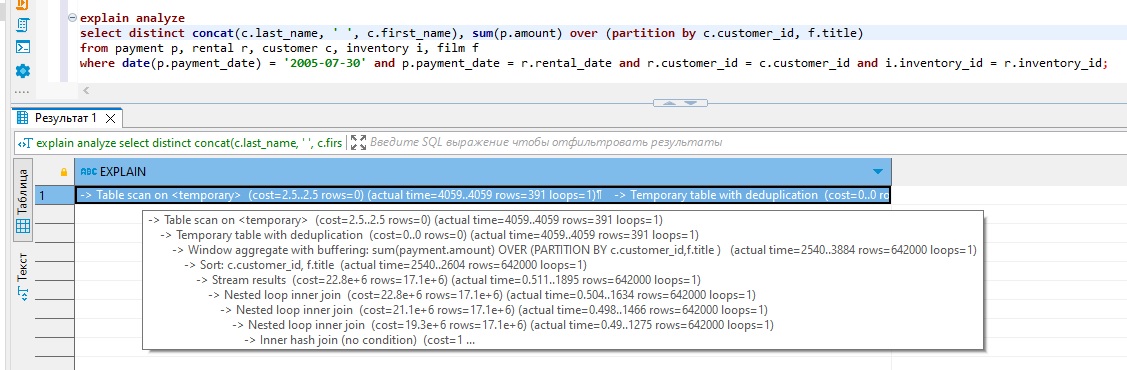 explain analyze
select distinct concat(c.last_name, ' ', c.first_name), sum(p.amount) over (partition by c.customer_id, f.title)
from payment p, rental r, customer c, inventory i, film f
where date(p.payment_date) = '2005-07-30' and p.payment_date = r.rental_date and r.customer_id = c.customer_id and i.inventory_id = r.inventory_id;
Результат 1
explain analyze select distinct concat(c.last_name, ' ', c.firs
Введите SQL выражение чтобы отфильтровать результаты
Таблица
Текст
ABC EXPLAIN
1
-> Table scan on <temporary> (cost=2.5..2.5 rows=0) (actual time=4059..4059 rows=391 loops=1)¶ -> Temporary table with deduplication (cost=0..0 ro
-> Table scan on <temporary> (cost=2.5..2.5 rows=0) (actual time=4059..4059 rows=391 loops=1)
-> Temporary table with deduplication (cost=0..0 rows=0) (actual time=4059..4059 rows=391 loops=1)
-> Window aggregate with buffering: sum(payment.amount) OVER (PARTITION BY c.customer_id,f.title ) (actual time=2540..3884 rows=642000 loops=1)
-> Sort: c.customer_id, f.title (actual time=2540..2604 rows=642000 loops=1)
-> Stream results (cost=22.8e+6 rows=17.1e+6) (actual time=0.511..1895 rows=642000 loops=1)
-> Nested loop inner join (cost=22.8e+6 rows=17.1e+6) (actual time=0.504..1634 rows=642000 loops=1)
-> Nested loop inner join (cost=21.1e+6 rows=17.1e+6) (actual time=0.498..1466 rows=642000 loops=1)
-> Nested loop inner join (cost=19.3e+6 rows=17.1e+6) (actual time=0.49..1275 rows=642000 loops=1)
-> Inner hash join (no condition) (cost=1 ...